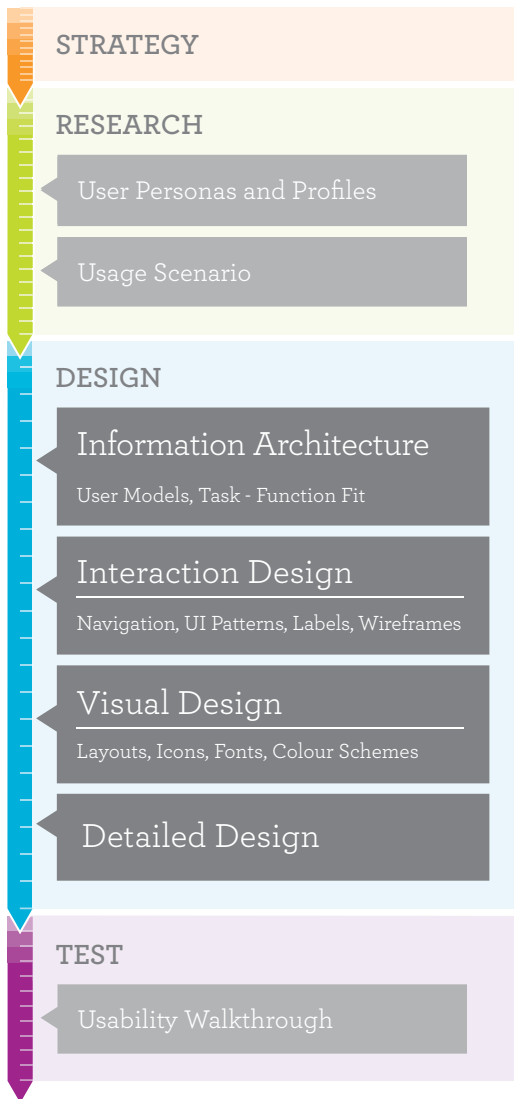 STRATEGY
RESEARCH
User Personas and Profiles
Usage Scenario
DESIGN
Information Architecture
User Models, Task - Function Fit
Interaction Design
Navigation, UI Patterns, Labels, Wireframes
Visual Design
Layouts, Icons, Fonts, Colour Schemes
Detailed Design
TEST
Usability Walkthrough